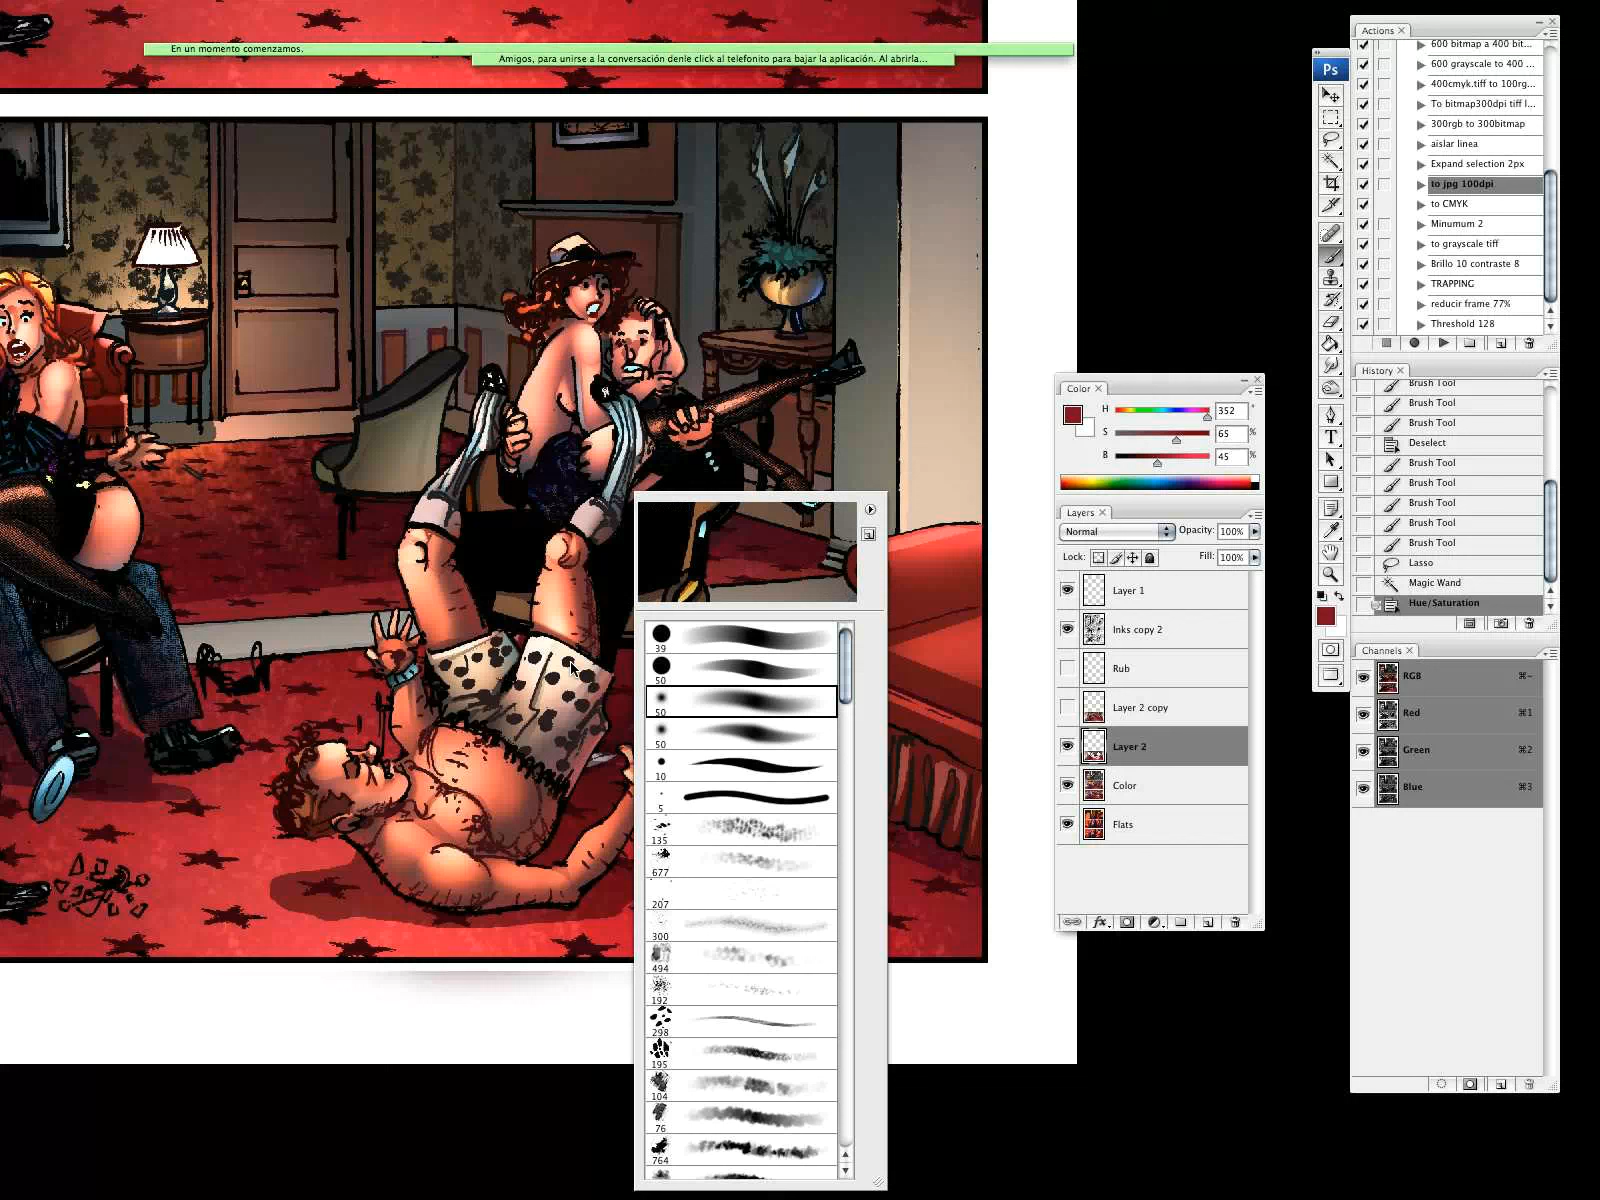 En un momento comenzamos.
Amigos, para unirse a la conversación denle click al telefonito para bajar la aplicación. Al abrirla...
Actions
600 bitmap a 400 bit...
600 grayscale to 400 ...
400cmyk.tiff to 100rg...
To bitmap300dpi tiff l...
300rgb to 300bitmap
aislar linea
Expand selection 2px
to jpg 100dpi
to CMYK
Minumum 2
to grayscale tiff
Brillo 10 contraste 8
TRAPPING
reducir frame 77%
Threshold 128
Ps
History
Brush Tool
Brush Tool
Brush Tool
Deselect
Brush Tool
Brush Tool
Brush Tool
Brush Tool
Brush Tool
Lasso
Magic Wand
Hue/Saturation
Channels
RGB ⌘~
Red ⌘1
Green ⌘2
Blue ⌘3
Color
H 352 °
S 65 %
B 45 %
Layers
Normal Opacity: 100%
Lock: Fill: 100%
Layer 1
Inks copy 2
Rub
Layer 2 copy
Layer 2
Color
Flats
fx
39
50
50
50
10
5
135
677
207
300
494
192
298
195
104
76
764